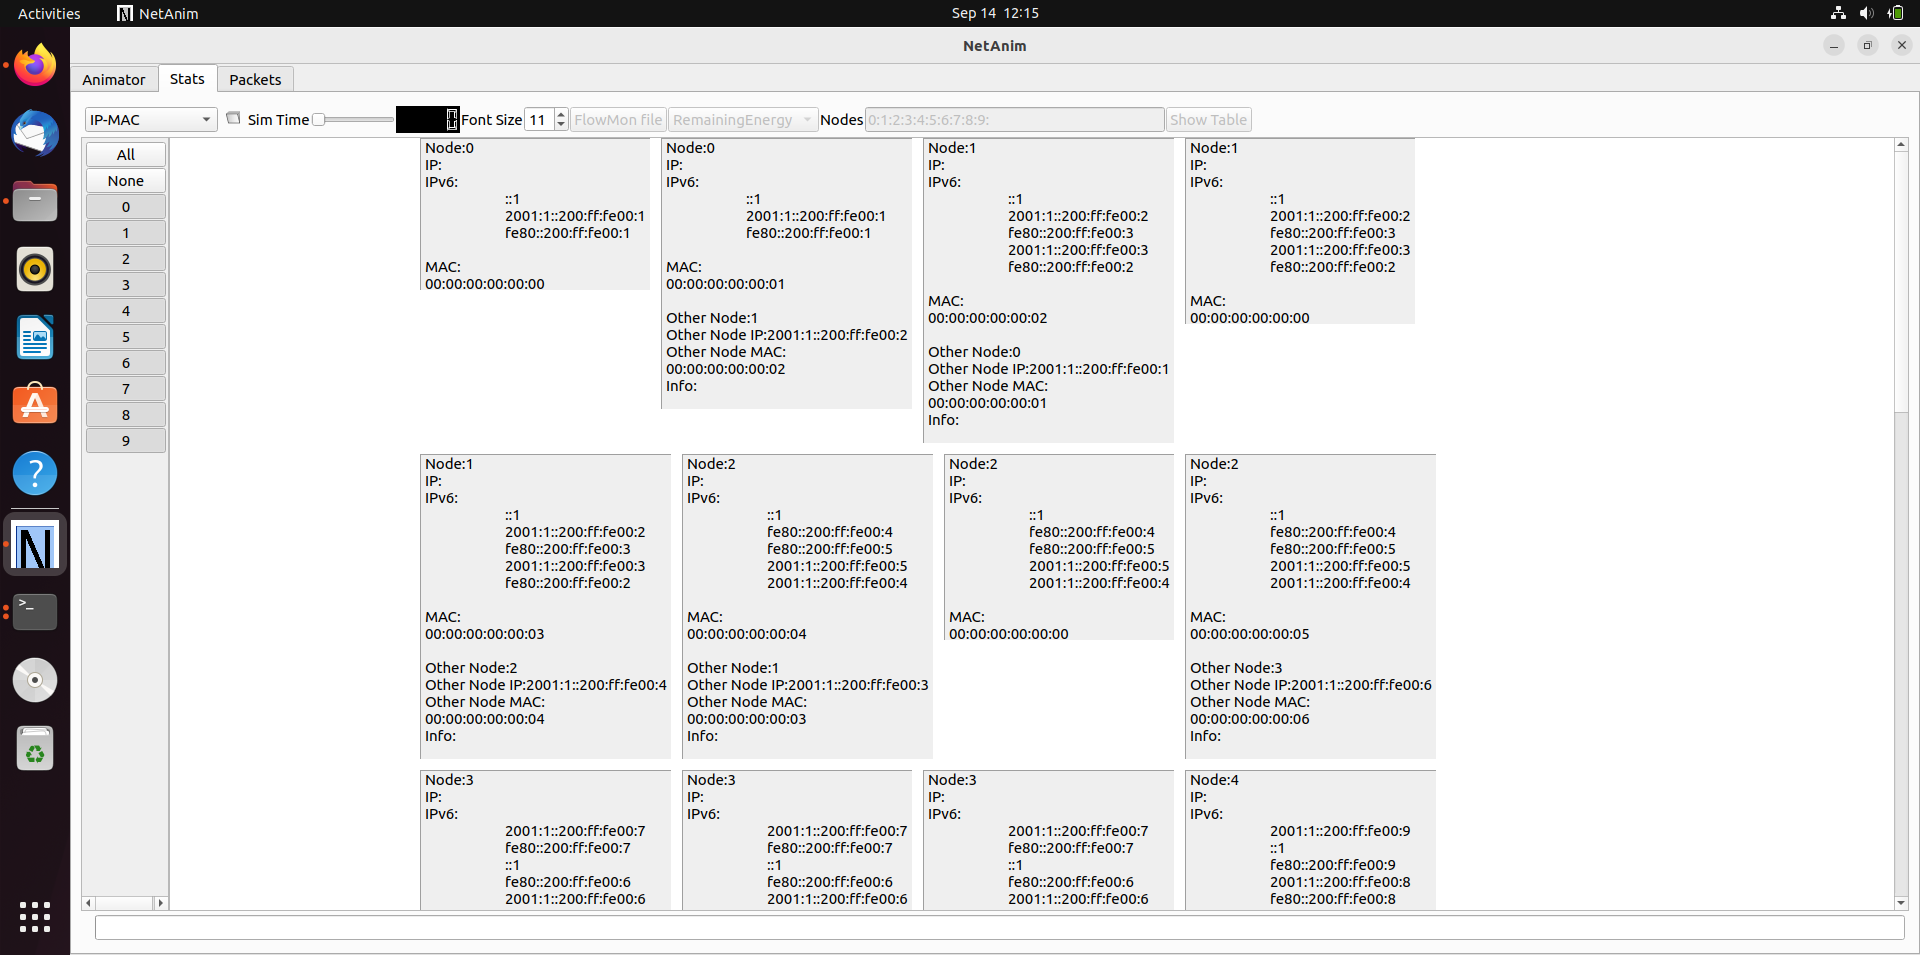 Activities
NetAnim
Sep 14 12:15
NetAnim
Animator
Stats
Packets
IP-MAC
Sim Time
0
Font Size
11
FlowMon file
RemainingEnergy
Nodes
0:1:2:3:4:5:6:7:8:9:
Show Table
All
None
0
1
2
3
4
5
6
7
8
9
Node:0
IP:
IPv6:
::1
2001:1::200:ff:fe00:1
fe80::200:ff:fe00:1
MAC:
00:00:00:00:00:00
Node:0
IP:
IPv6:
::1
2001:1::200:ff:fe00:1
fe80::200:ff:fe00:1
MAC:
00:00:00:00:00:01
Other Node:1
Other Node IP:2001:1::200:ff:fe00:2
Other Node MAC:
00:00:00:00:00:02
Info:
Node:1
IP:
IPv6:
::1
2001:1::200:ff:fe00:2
fe80::200:ff:fe00:3
2001:1::200:ff:fe00:3
fe80::200:ff:fe00:2
MAC:
00:00:00:00:00:02
Other Node:0
Other Node IP:2001:1::200:ff:fe00:1
Other Node MAC:
00:00:00:00:00:01
Info:
Node:1
IP:
IPv6:
::1
2001:1::200:ff:fe00:2
fe80::200:ff:fe00:3
2001:1::200:ff:fe00:3
fe80::200:ff:fe00:2
MAC:
00:00:00:00:00:00
Node:1
IP:
IPv6:
::1
2001:1::200:ff:fe00:2
fe80::200:ff:fe00:3
2001:1::200:ff:fe00:3
fe80::200:ff:fe00:2
MAC:
00:00:00:00:00:03
Other Node:2
Other Node IP:2001:1::200:ff:fe00:4
Other Node MAC:
00:00:00:00:00:04
Info:
Node:2
IP:
IPv6:
::1
fe80::200:ff:fe00:4
fe80::200:ff:fe00:5
2001:1::200:ff:fe00:5
2001:1::200:ff:fe00:4
MAC:
00:00:00:00:00:04
Other Node:1
Other Node IP:2001:1::200:ff:fe00:3
Other Node MAC:
00:00:00:00:00:03
Info:
Node:2
IP:
IPv6:
::1
fe80::200:ff:fe00:4
fe80::200:ff:fe00:5
2001:1::200:ff:fe00:5
2001:1::200:ff:fe00:4
MAC:
00:00:00:00:00:00
Node:2
IP:
IPv6:
::1
fe80::200:ff:fe00:4
fe80::200:ff:fe00:5
2001:1::200:ff:fe00:5
2001:1::200:ff:fe00:4
MAC:
00:00:00:00:00:05
Other Node:3
Other Node IP:2001:1::200:ff:fe00:6
Other Node MAC:
00:00:00:00:00:06
Info:
Node:3
IP:
IPv6:
2001:1::200:ff:fe00:7
fe80::200:ff:fe00:7
::1
fe80::200:ff:fe00:6
2001:1::200:ff:fe00:6
Node:3
IP:
IPv6:
2001:1::200:ff:fe00:7
fe80::200:ff:fe00:7
::1
fe80::200:ff:fe00:6
2001:1::200:ff:fe00:6
Node:3
IP:
IPv6:
2001:1::200:ff:fe00:7
fe80::200:ff:fe00:7
::1
fe80::200:ff:fe00:6
2001:1::200:ff:fe00:6
Node:4
IP:
IPv6:
2001:1::200:ff:fe00:9
::1
fe80::200:ff:fe00:9
2001:1::200:ff:fe00:8
fe80::200:ff:fe00:8